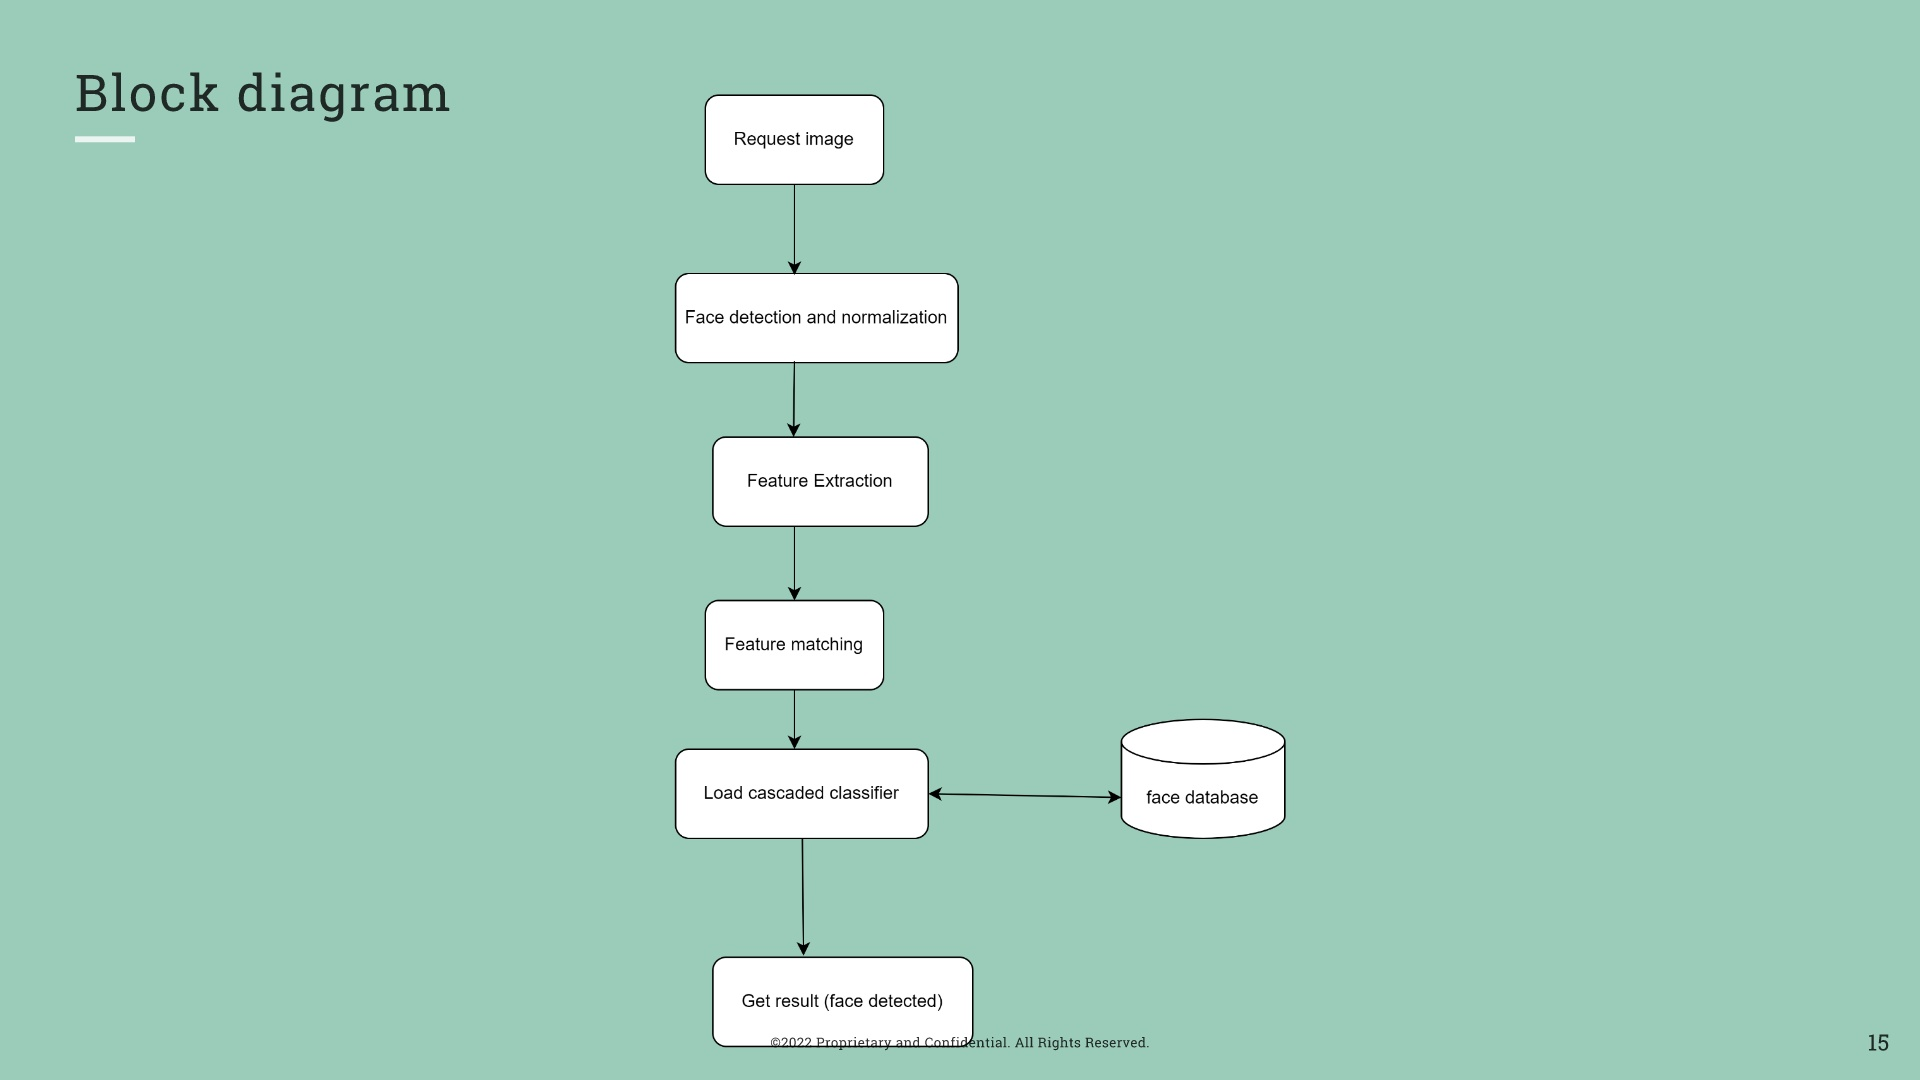 Block diagram
Request image
Face detection and normalization
Feature Extraction
Feature matching
Load cascaded classifier
face database
Get result (face detected)
©2022 Proprietary and Confidential. All Rights Reserved.
15